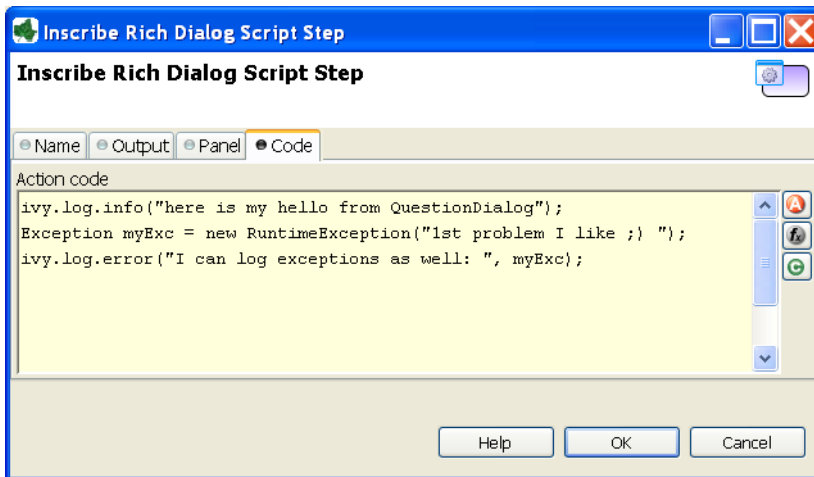 Inscribe Rich Dialog Script Step
Inscribe Rich Dialog Script Step
Name Output Panel Code
Action code
ivy.log.info("here is my hello from QuestionDialog");
Exception myExc = new RuntimeException("1st problem I like ;) ");
ivy.log.error("I can log exceptions as well: ", myExc);
Help OK Cancel